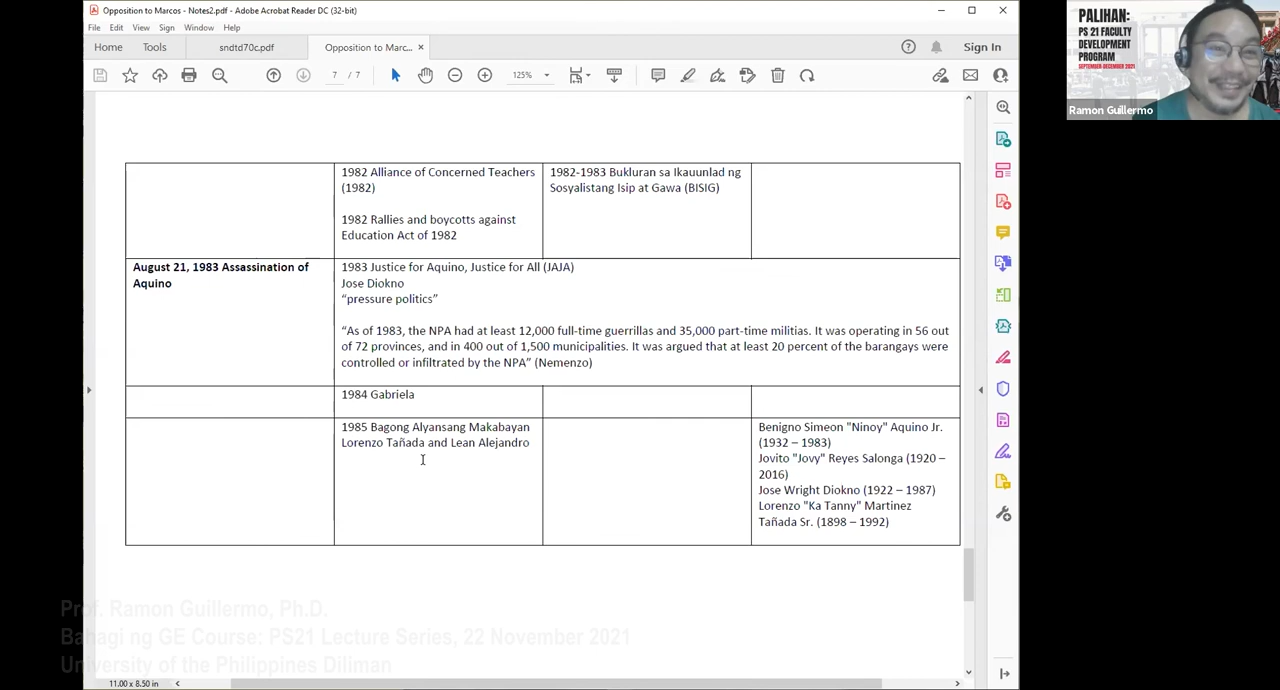 Opposition to Marcos - Notes2.pdf - Adobe Acrobat Reader DC (32-bit)
File Edit View Sign Window Help
Home Tools sndtd70c.pdf Opposition to Marc... × Sign In
7 / 7 125%
1982 Alliance of Concerned Teachers
(1982)
1982 Rallies and boycotts against
Education Act of 1982
1982-1983 Bukluran sa Ikauunlad ng
Sosyalistang Isip at Gawa (BISIG)
August 21, 1983 Assassination of
Aquino
1983 Justice for Aquino, Justice for All (JAJA)
Jose Diokno
“pressure politics”
“As of 1983, the NPA had at least 12,000 full-time guerrillas and 35,000 part-time militias. It was operating in 56 out
of 72 provinces, and in 400 out of 1,500 municipalities. It was argued that at least 20 percent of the barangays were
controlled or infiltrated by the NPA” (Nemenzo)
1984 Gabriela
1985 Bagong Alyansang Makabayan
Lorenzo Tañada and Lean Alejandro
Benigno Simeon "Ninoy" Aquino Jr.
(1932 – 1983)
Jovito "Jovy" Reyes Salonga (1920 –
2016)
Jose Wright Diokno (1922 – 1987)
Lorenzo "Ka Tanny" Martinez
Tañada Sr. (1898 – 1992)
11.00 x 8.50 in
Prof. Ramon Guillermo, Ph.D.
Bahagi ng GE Course: PS21 Lecture Series, 22 November 2021
University of the Philippines Diliman
PALIHAN:
PS 21 FACULTY
DEVELOPMENT
PROGRAM
SEPTEMBER-DECEMBER 2021
Ramon Guillermo